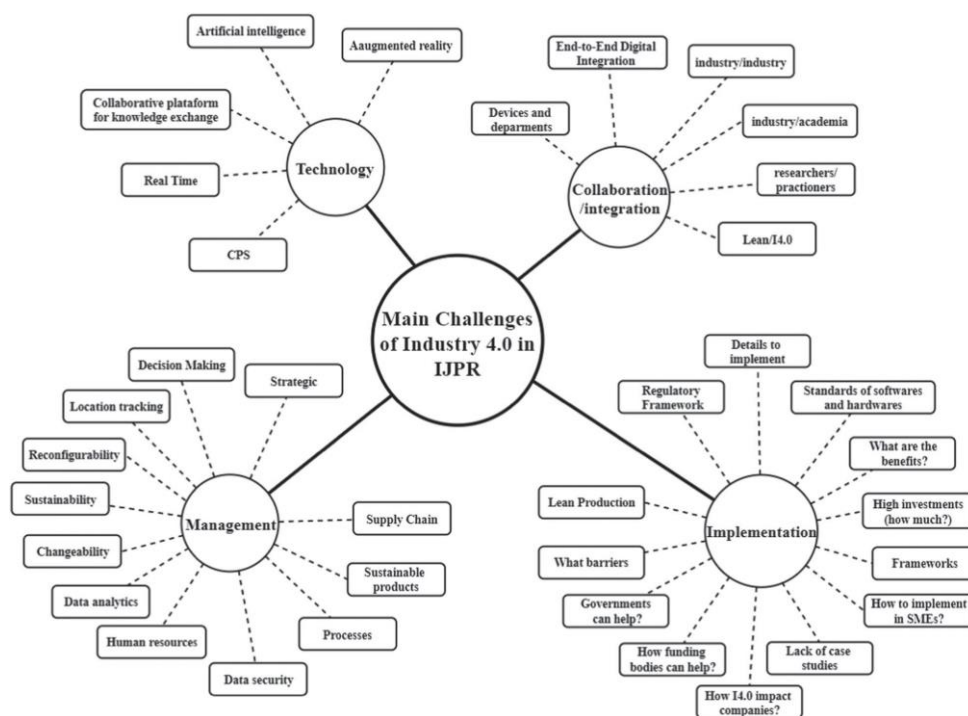 Artificial intelligence
Aaugmented reality
Collaborative plataform
for knowledge exchange
Real Time
CPS
Technology
End-to-End Digital
Integration
industry/industry
Devices and
deparments
industry/academia
researchers/
practioners
Lean/I4.0
Collaboration
/integration
Main Challenges
of Industry 4.0 in
IJPR
Decision Making
Strategic
Location tracking
Reconfigurability
Sustainability
Changeability
Data analytics
Human resources
Data security
Processes
Sustainable
products
Supply Chain
Management
Details to
implement
Regulatory
Framework
Standards of softwares
and hardwares
What are the
benefits?
Lean Production
High investments
(how much?)
What barriers
Frameworks
Governments
can help?
How to implement
in SMEs?
How funding
bodies can help?
Lack of case
studies
How I4.0 impact
companies?
Implementation